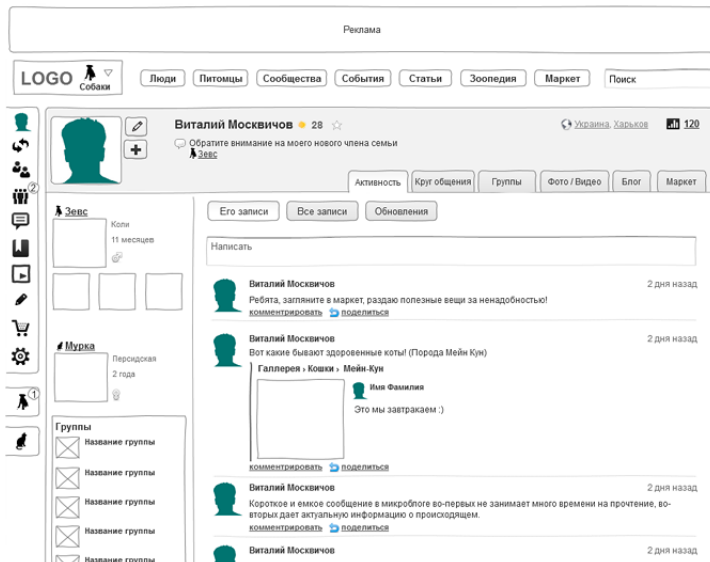 Реклама
LOGO
Собаки
Люди
Питомцы
Сообщества
События
Статьи
Зоопедия
Маркет
Поиск
Виталий Москвичов 28
Украина, Харьков
120
Обратите внимание на моего нового члена семьи
Зевс
Активность
Круг общения
Группы
Фото / Видео
Блог
Маркет
2
1
Зевс
Коли
11 месяцев
Мурка
Персидская
2 года
Группы
Название группы
Название группы
Название группы
Название группы
Название группы
Его записи
Все записи
Обновления
Написать
Виталий Москвичов
2 дня назад
Ребята, загляните в маркет, раздаю полезные вещи за ненадобностью!
комментрировать поделиться
Виталий Москвичов
2 дня назад
Вот какие бывают здоровенные коты! (Порода Мейн Кун)
Галлерея › Кошки › Мейн-Кун
Имя Фамилия
Это мы завтракаем :)
комментрировать поделиться
Виталий Москвичов
2 дня назад
Короткое и емкое сообщение в микроблоге во-первых не занимает много времени на прочтение, во-
вторых дает актуальную информацию о происходящем.
комментрировать поделиться
Виталий Москвичов
2 дня назад